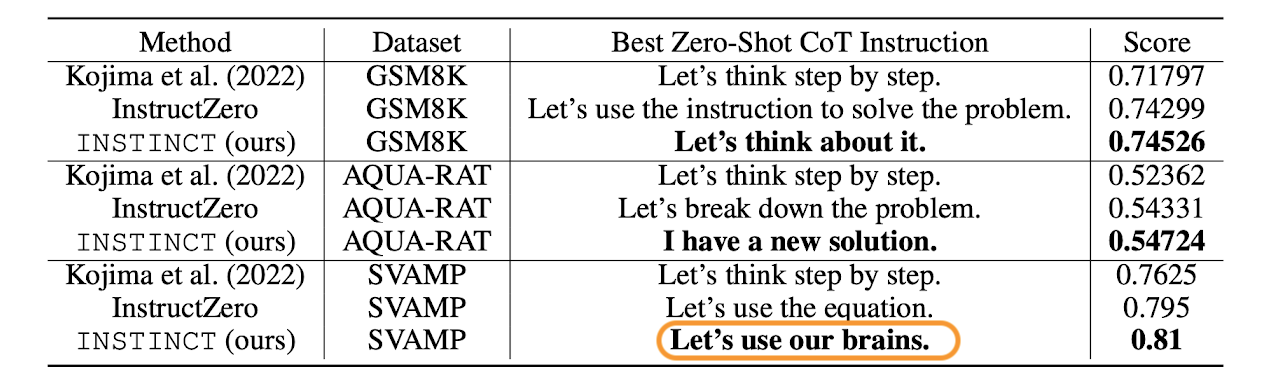 Method Dataset Best Zero-Shot CoT Instruction Score
Kojima et al. (2022) GSM8K Let’s think step by step. 0.71797
InstructZero GSM8K Let’s use the instruction to solve the problem. 0.74299
INSTINCT (ours) GSM8K Let’s think about it. 0.74526
Kojima et al. (2022) AQUA-RAT Let’s think step by step. 0.52362
InstructZero AQUA-RAT Let’s break down the problem. 0.54331
INSTINCT (ours) AQUA-RAT I have a new solution. 0.54724
Kojima et al. (2022) SVAMP Let’s think step by step. 0.7625
InstructZero SVAMP Let’s use the equation. 0.795
INSTINCT (ours) SVAMP Let’s use our brains. 0.81